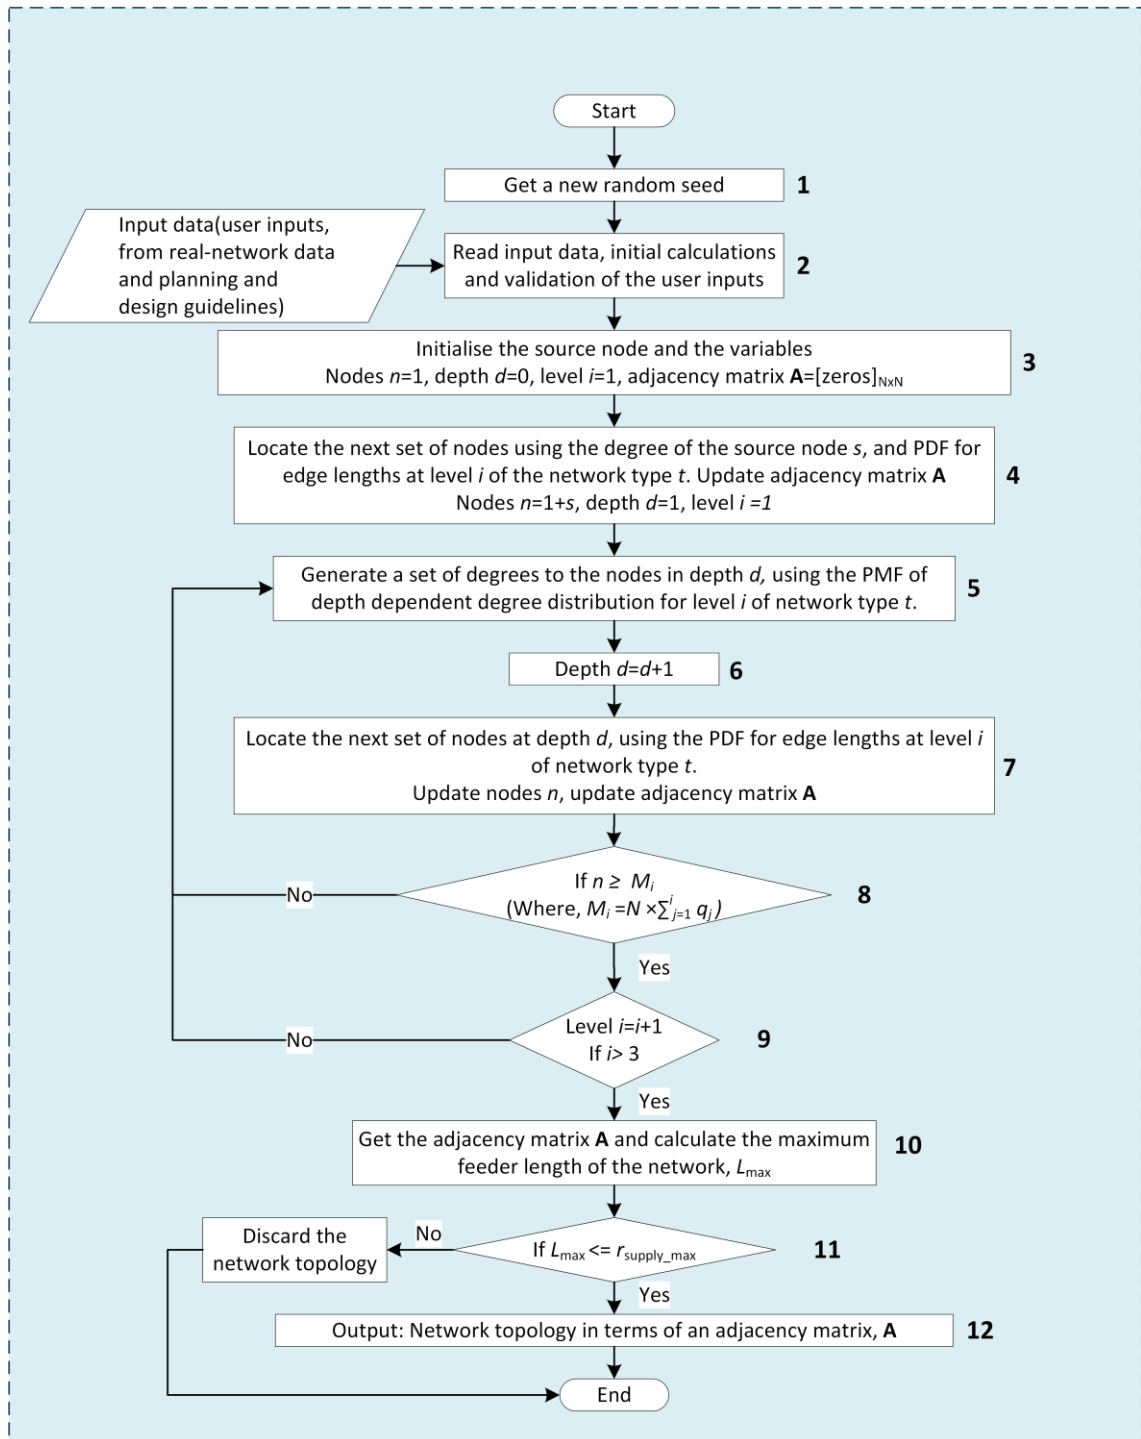 Start
Get a new random seed
1
Input data(user inputs,
from real-network data
and planning and
design guidelines)
Read input data, initial calculations
and validation of the user inputs
2
Initialise the source node and the variables
Nodes n=1, depth d=0, level i=1, adjacency matrix A=[zeros]NxN
3
Locate the next set of nodes using the degree of the source node s, and PDF for
edge lengths at level i of the network type t. Update adjacency matrix A
Nodes n=1+s, depth d=1, level i =1
4
Generate a set of degrees to the nodes in depth d, using the PMF of
depth dependent degree distribution for level i of network type t.
5
Depth d=d+1
6
Locate the next set of nodes at depth d, using the PDF for edge lengths at level i
of network type t.
Update nodes n, update adjacency matrix A
7
No
If n ≥ Mi
(Where, Mi =N ×∑ij=1 qj)
8
Yes
No
Level i=i+1
If i> 3
9
Yes
Get the adjacency matrix A and calculate the maximum
feeder length of the network, Lmax
10
Discard the
network topology
No
If Lmax <= rsupply_max
11
Yes
Output: Network topology in terms of an adjacency matrix, A
12
End